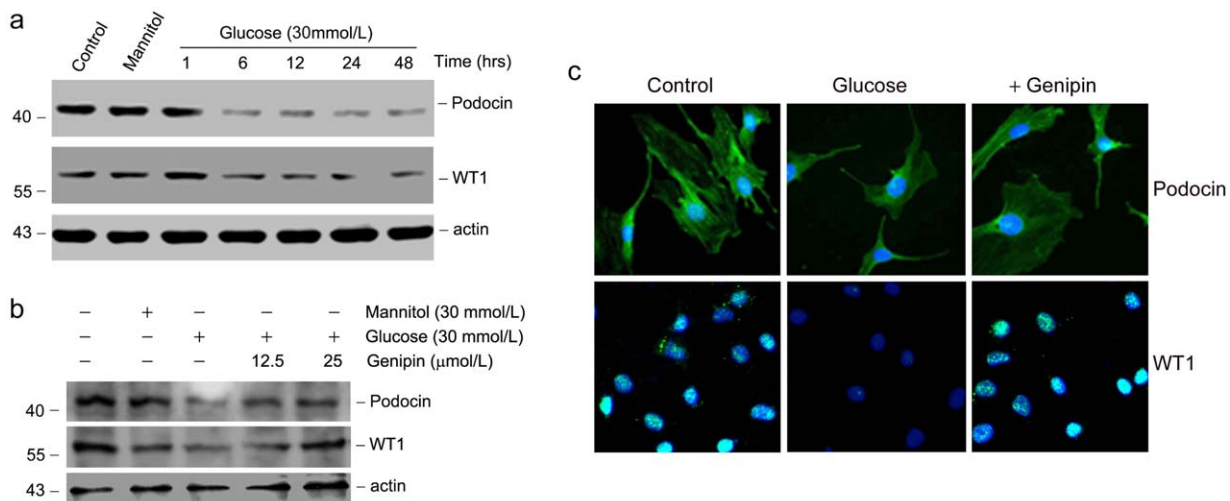 a
Control Mannitol Glucose (30mmol/L)
1 6 12 24 48 Time (hrs)
40 – – Podocin
55 – – WT1
43 – – actin
b
– + – – – Mannitol (30 mmol/L)
– – + + + Glucose (30 mmol/L)
– – – 12.5 25 Genipin (μmol/L)
40 – – Podocin
55 – – WT1
43 – – actin
c
Control Glucose + Genipin
Podocin
WT1